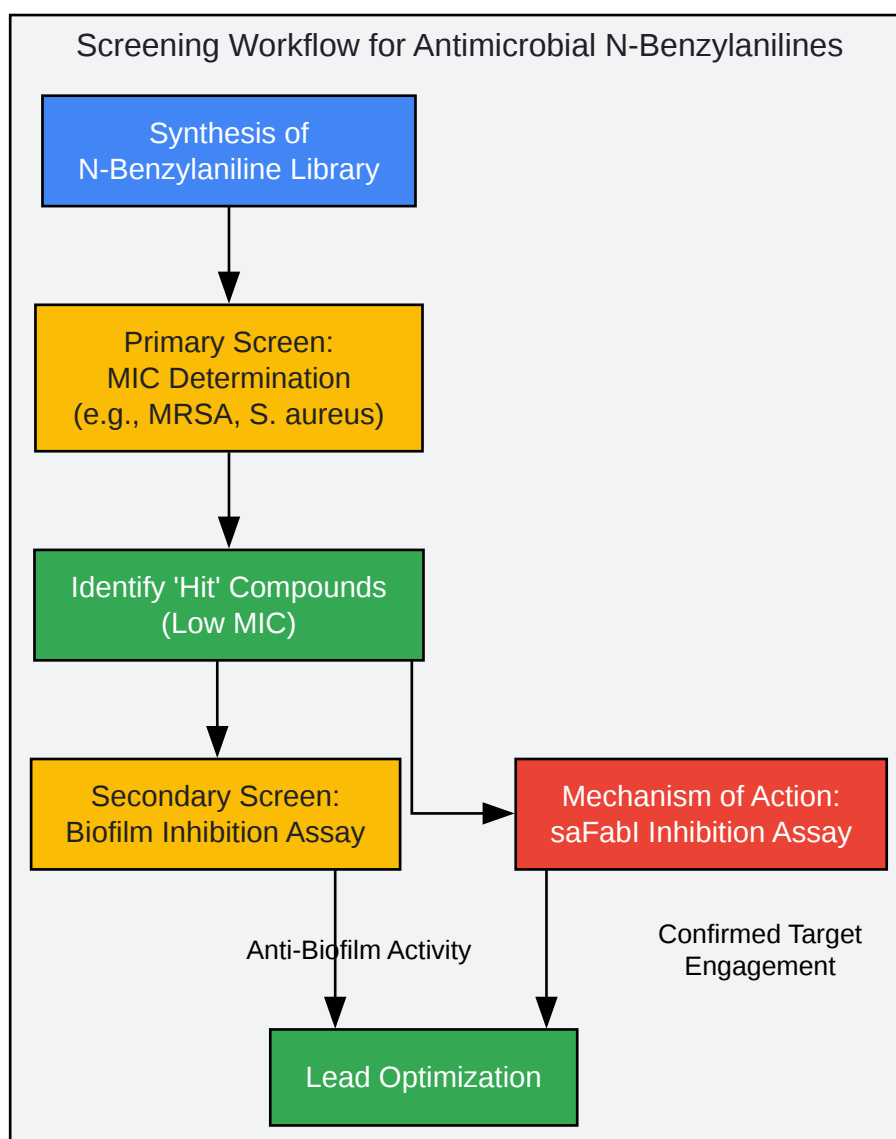 Screening Workflow for Antimicrobial N-Benzylanilines
Synthesis of
N-Benzylaniline Library
Primary Screen:
MIC Determination
(e.g., MRSA, S. aureus)
Identify 'Hit' Compounds
(Low MIC)
Secondary Screen:
Biofilm Inhibition Assay
Mechanism of Action:
saFabI Inhibition Assay
Anti-Biofilm Activity
Confirmed Target
Engagement
Lead Optimization